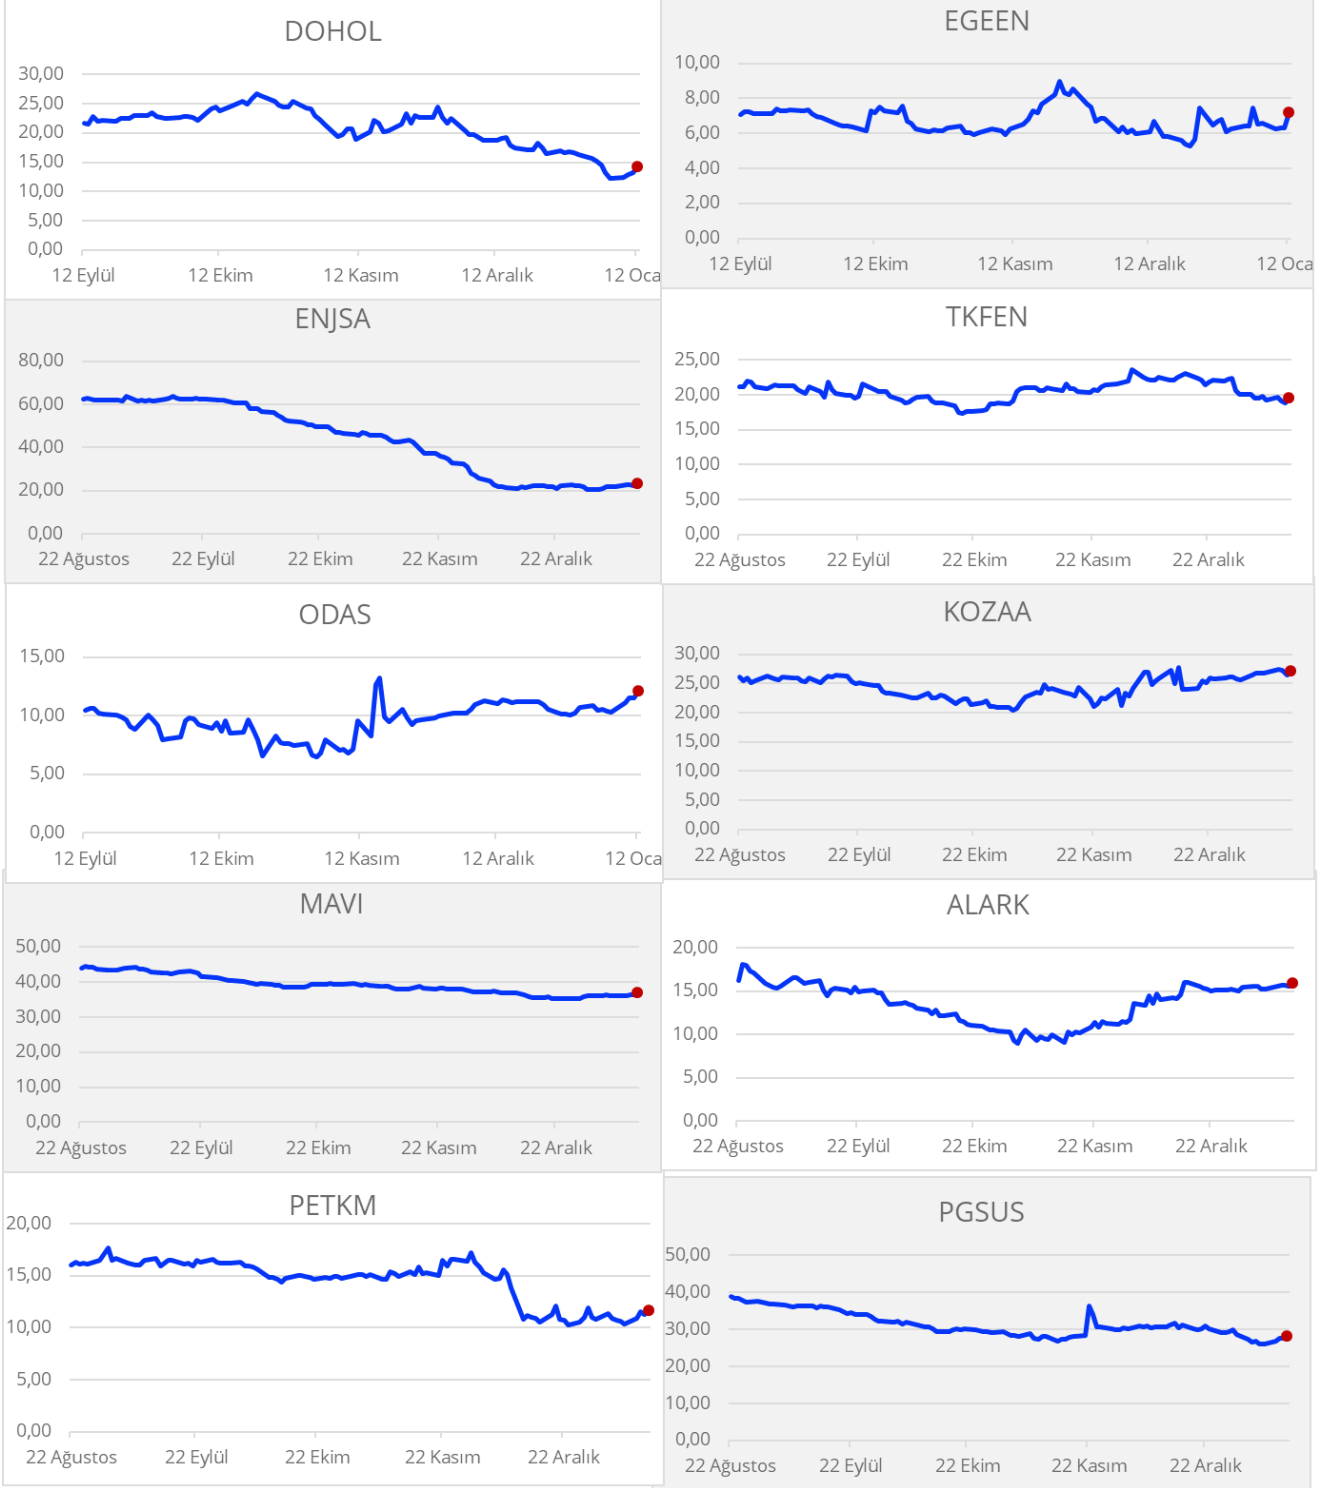 DOHOL
30,00
25,00
20,00
15,00
10,00
5,00
0,00
12 Eylül 12 Ekim 12 Kasım 12 Aralık 12 Oca
EGEEN
10,00
8,00
6,00
4,00
2,00
0,00
12 Eylül 12 Ekim 12 Kasım 12 Aralık 12 Oca
ENJSA
80,00
60,00
40,00
20,00
0,00
22 Ağustos 22 Eylül 22 Ekim 22 Kasım 22 Aralık
TKFEN
25,00
20,00
15,00
10,00
5,00
0,00
22 Ağustos 22 Eylül 22 Ekim 22 Kasım 22 Aralık
ODAS
15,00
10,00
5,00
0,00
12 Eylül 12 Ekim 12 Kasım 12 Aralık 12 Oca
KOZAA
30,00
25,00
20,00
15,00
10,00
5,00
0,00
22 Ağustos 22 Eylül 22 Ekim 22 Kasım 22 Aralık
MAVI
50,00
40,00
30,00
20,00
10,00
0,00
22 Ağustos 22 Eylül 22 Ekim 22 Kasım 22 Aralık
ALARK
20,00
15,00
10,00
5,00
0,00
22 Ağustos 22 Eylül 22 Ekim 22 Kasım 22 Aralık
PETKM
20,00
15,00
10,00
5,00
0,00
22 Ağustos 22 Eylül 22 Ekim 22 Kasım 22 Aralık
PGSUS
50,00
40,00
30,00
20,00
10,00
0,00
22 Ağustos 22 Eylül 22 Ekim 22 Kasım 22 Aralık